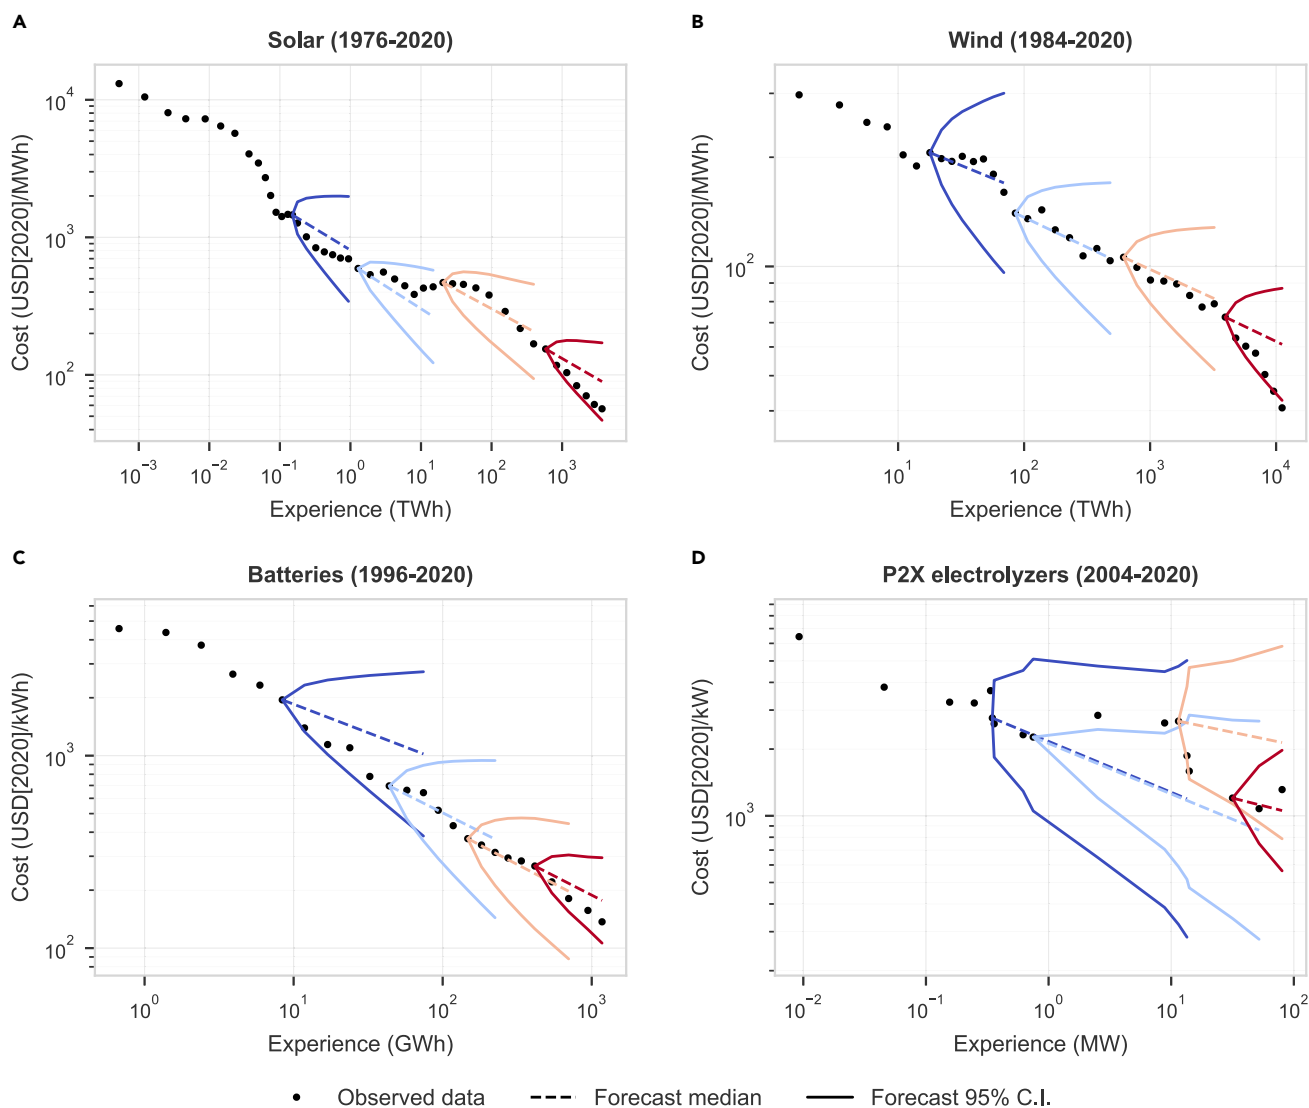 A
Solar (1976-2020)
Cost (USD[2020]/MWh)
10^4
10^3
10^2
10^-3 10^-2 10^-1 10^0 10^1 10^2 10^3
Experience (TWh)
B
Wind (1984-2020)
Cost (USD[2020]/MWh)
10^2
10^1 10^2 10^3 10^4
Experience (TWh)
C
Batteries (1996-2020)
Cost (USD[2020]/kWh)
10^3
10^2
10^0 10^1 10^2 10^3
Experience (GWh)
D
P2X electrolyzers (2004-2020)
Cost (USD[2020]/kW)
10^3
10^-2 10^-1 10^0 10^1 10^2
Experience (MW)
Observed data Forecast median Forecast 95% C.I.